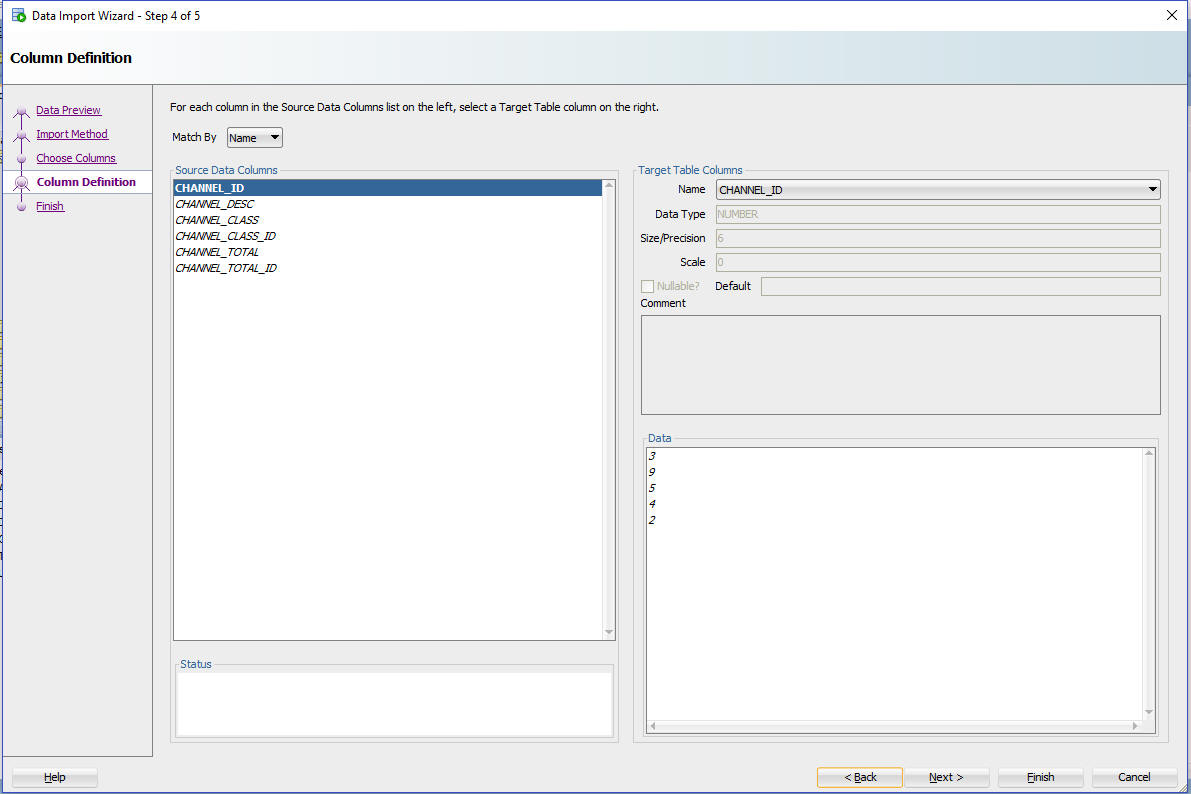 Data Import Wizard - Step 4 of 5
Column Definition
Data Preview
Import Method
Choose Columns
Column Definition
Finish
For each column in the Source Data Columns list on the left, select a Target Table column on the right.
Match By Name
Source Data Columns
CHANNEL_ID
CHANNEL_DESC
CHANNEL_CLASS
CHANNEL_CLASS_ID
CHANNEL_TOTAL
CHANNEL_TOTAL_ID
Status
Target Table Columns
Name CHANNEL_ID
Data Type NUMBER
Size/Precision 6
Scale 0
Nullable? Default
Comment
Data
3
9
5
4
2
Help
< Back Next > Finish Cancel